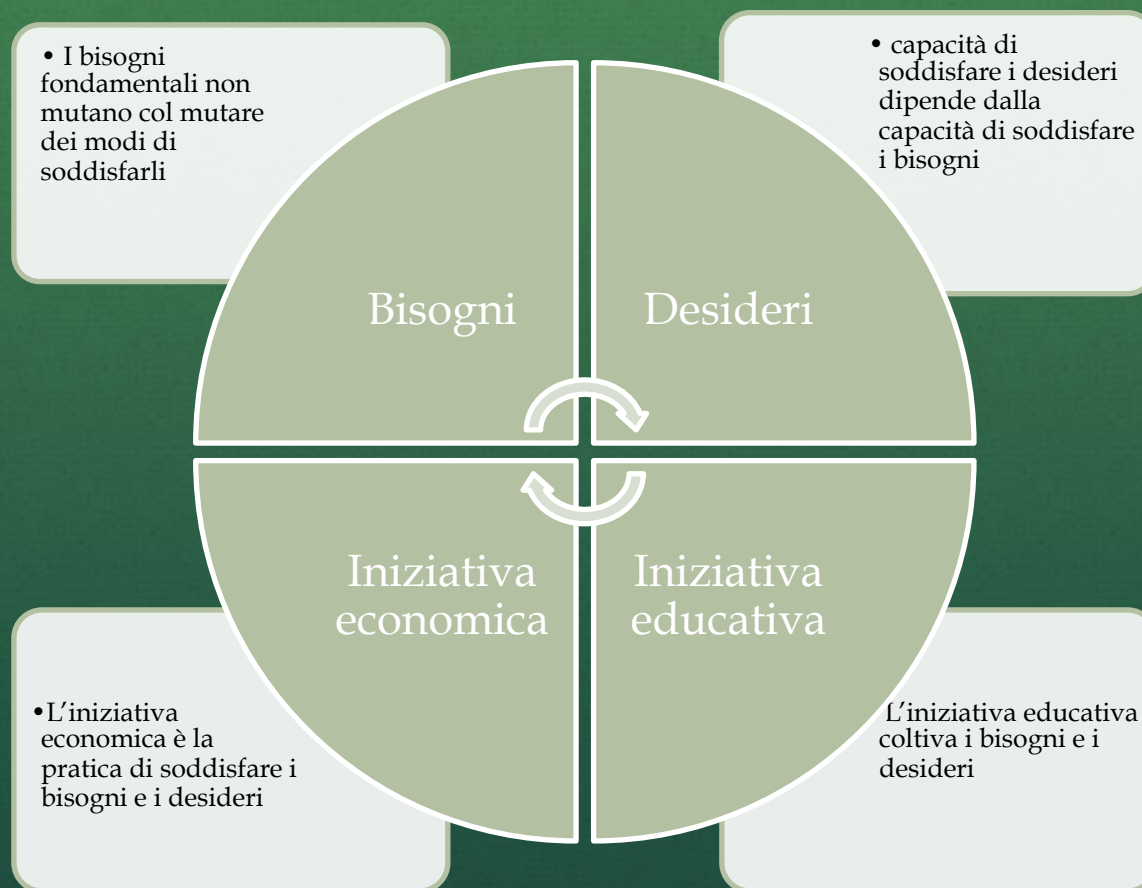 • I bisogni
fondamentali non
mutano col mutare
dei modi di
soddisfarli
• capacità di
soddisfare i desideri
dipende dalla
capacità di soddisfare
i bisogni
Bisogni
Desideri
Iniziativa
economica
Iniziativa
educativa
•L’iniziativa
economica è la
pratica di soddisfare i
bisogni e i desideri
L’iniziativa educativa
coltiva i bisogni e i
desideri